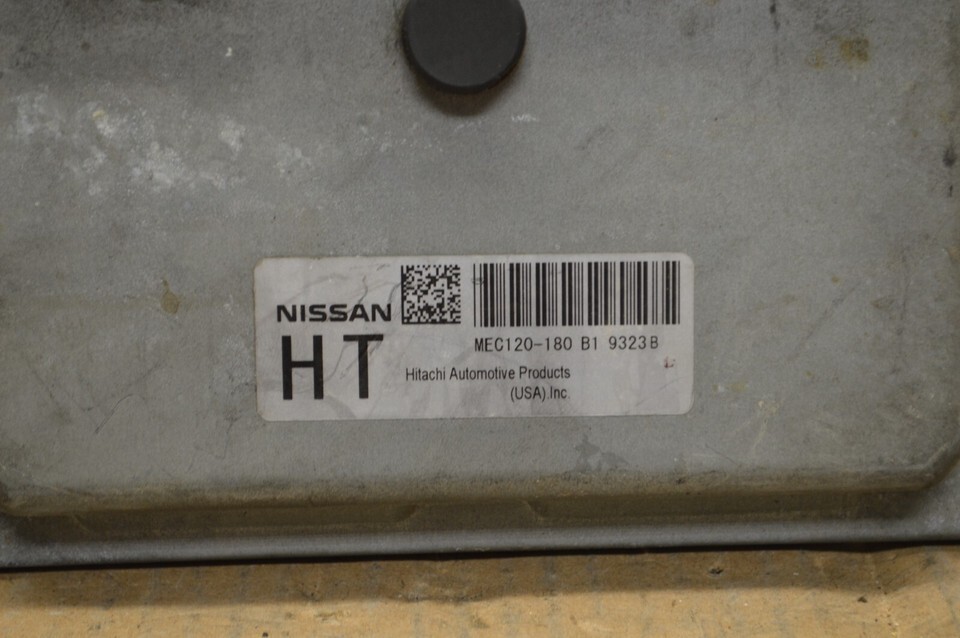 NISSAN
HT
MEC120-180 B1 9323B
Hitachi Automotive Products
(USA).Inc.